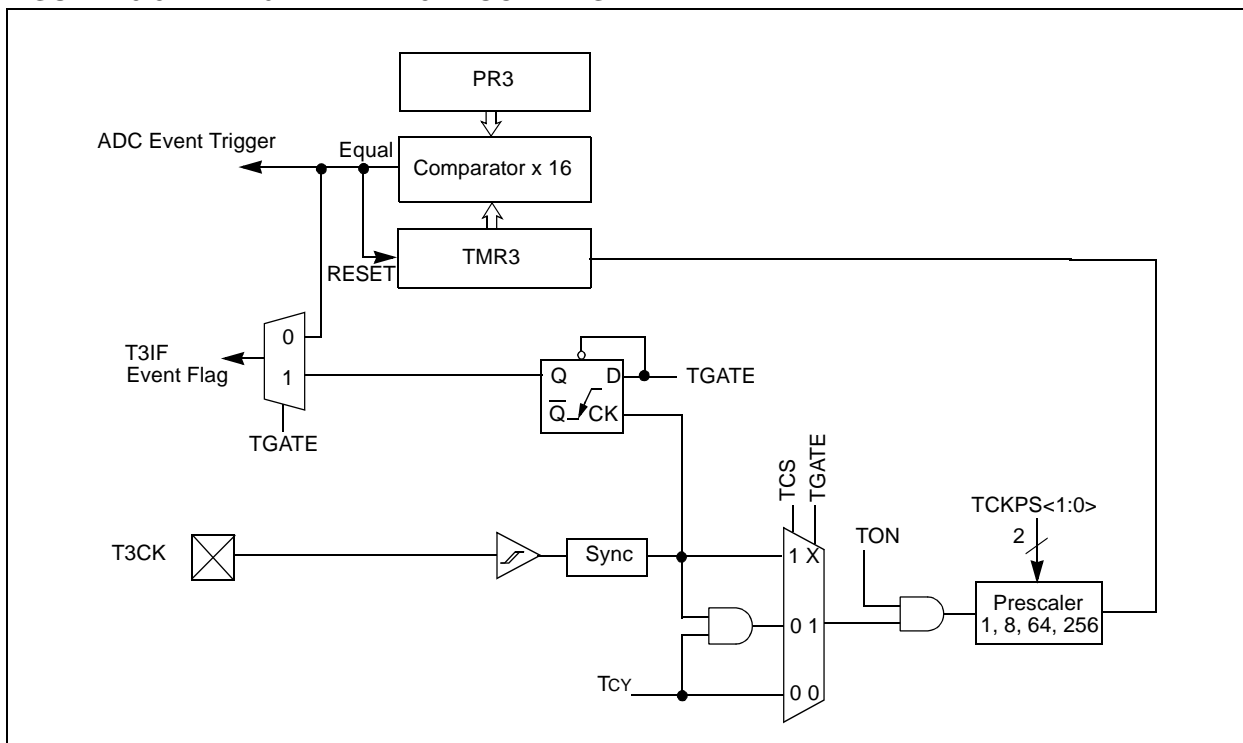 PR3
ADC Event Trigger
Equal
Comparator x 16
TMR3
RESET
0
T3IF
Event Flag
1
Q
D
TGATE
Q
CK
TGATE
TCS
TGATE
TCKPS<1:0>
2
TON
T3CK
Sync
1 X
Prescaler
1, 8, 64, 256
0 1
TCY
0 0